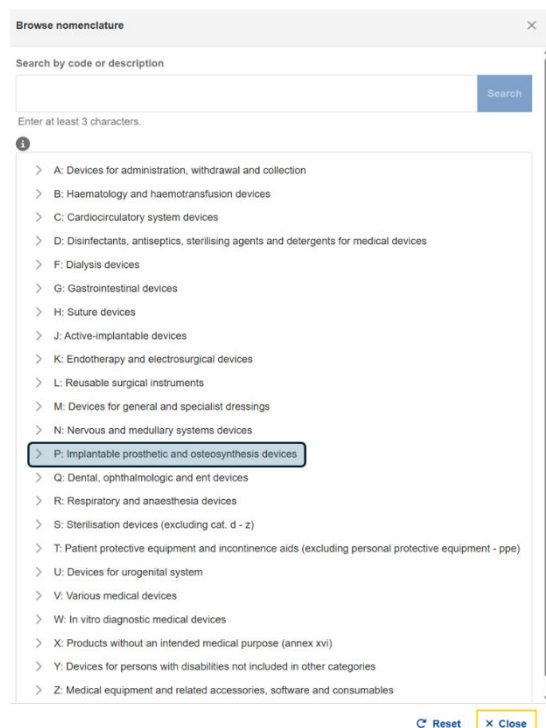 Browse nomenclature
Search by code or description
Search
Enter at least 3 characters.
A: Devices for administration, withdrawal and collection
B: Haematology and haemotransfusion devices
C: Cardiocirculatory system devices
D: Disinfectants, antiseptics, sterilising agents and detergents for medical devices
F: Dialysis devices
G: Gastrointestinal devices
H: Suture devices
J: Active-implantable devices
K: Endotherapy and electrosurgical devices
L: Reusable surgical instruments
M: Devices for general and specialist dressings
N: Nervous and medullary systems devices
P: Implantable prosthetic and osteosynthesis devices
Q: Dental, ophthalmologic and ent devices
R: Respiratory and anaesthesia devices
S: Sterilisation devices (excluding cat. d - z)
T: Patient protective equipment and incontinence aids (excluding personal protective equipment - ppe)
U: Devices for urogenital system
V: Various medical devices
W: In vitro diagnostic medical devices
X: Products without an intended medical purpose (annex xvi)
Y: Devices for persons with disabilities not included in other categories
Z: Medical equipment and related accessories, software and consumables
Reset
Close